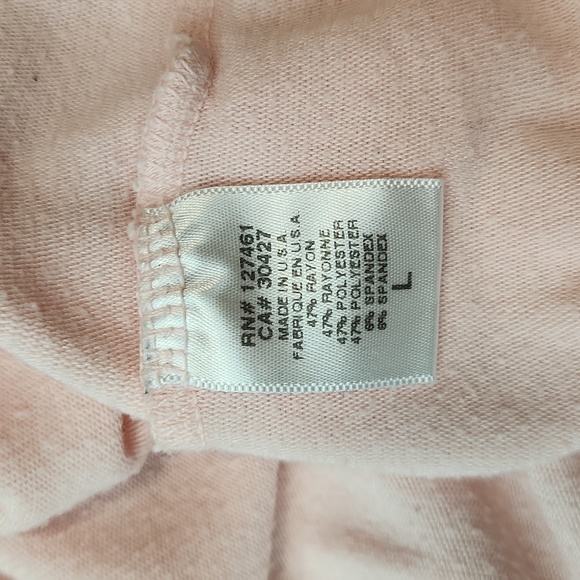 RN# 127461
CA# 30427
MADE IN U.S.A
FABRIQUE EN U.S.A
47% RAYON
47% RAYONNE
47% POLYESTER
47% POLYESTER
6% SPANDEX
6% SPANDEX
L